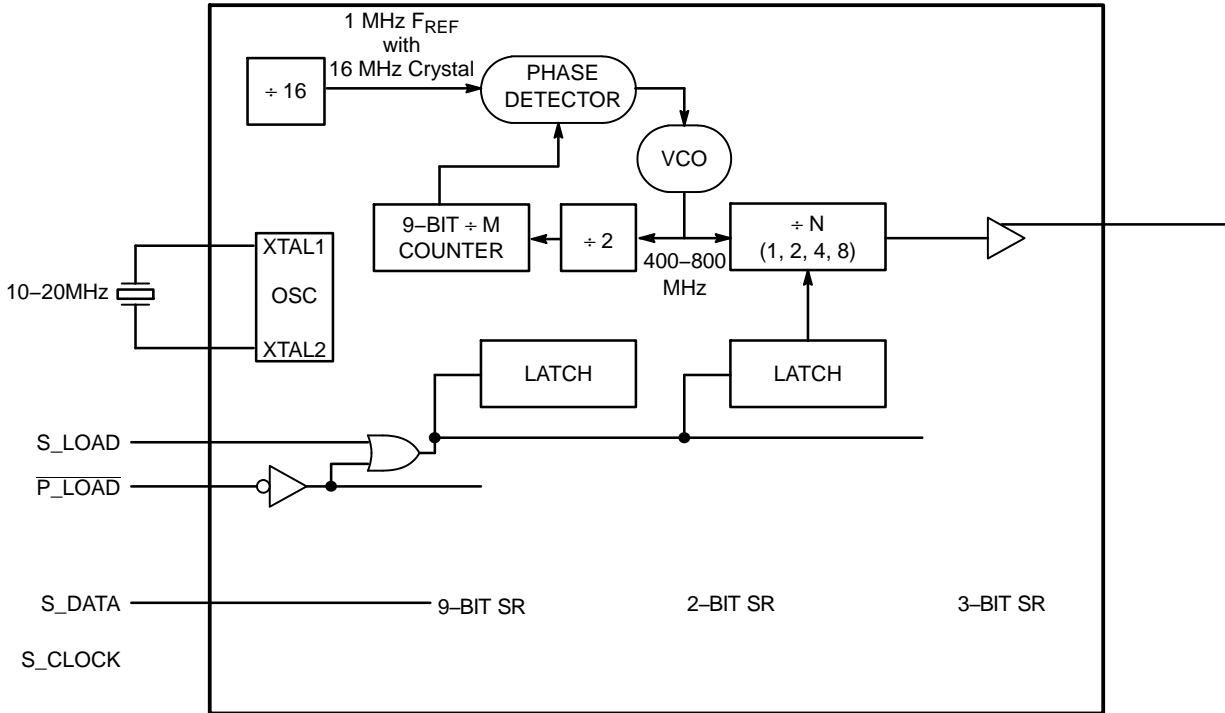 1 MHz FREF
with
16 MHz Crystal
÷ 16
PHASE
DETECTOR
VCO
9–BIT ÷ M
COUNTER
÷ 2
400–800
MHz
÷ N
(1, 2, 4, 8)
XTAL1
OSC
XTAL2
10–20MHz
LATCH
LATCH
S_LOAD
P_LOAD
S_DATA
9–BIT SR
2–BIT SR
3–BIT SR
S_CLOCK